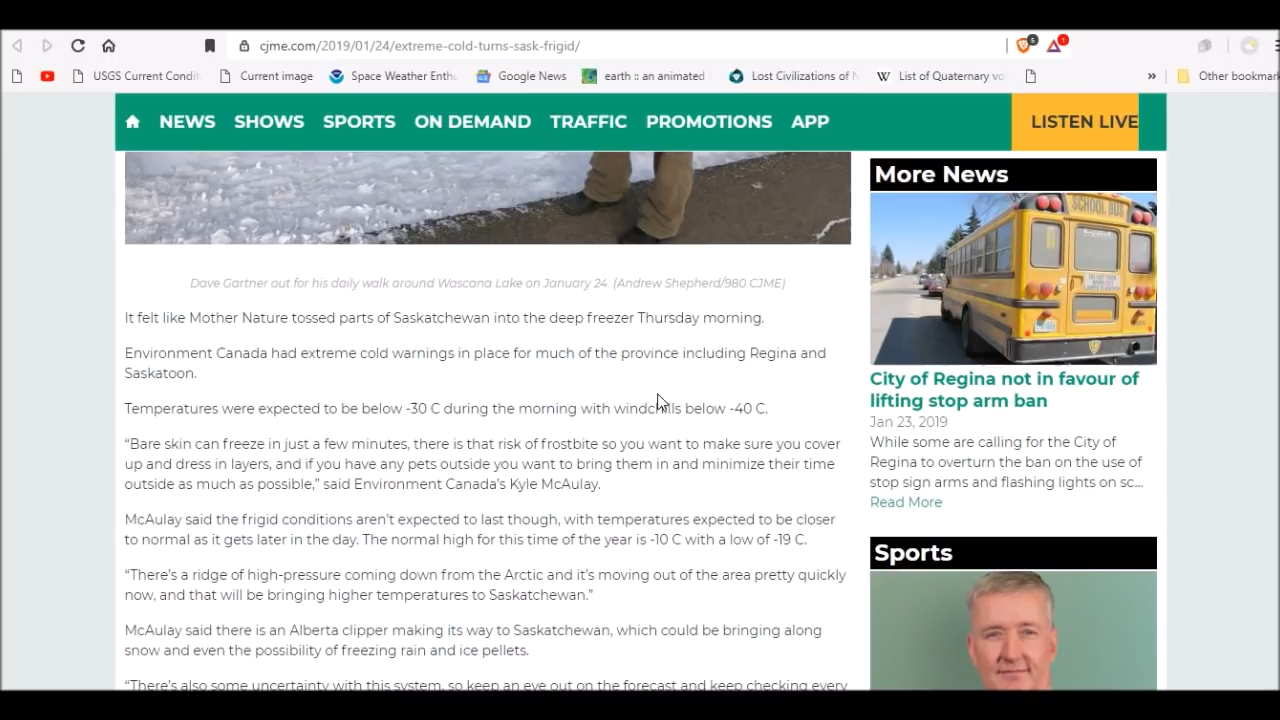 cjme.com/2019/01/24/extreme-cold-turns-sask-frigid/
USGS Current Condi
Current image
Space Weather Enth
Google News
earth :: an animated
Lost Civilizations of N
List of Quaternary vo
»
Other bookmark
NEWS SHOWS SPORTS ON DEMAND TRAFFIC PROMOTIONS APP
LISTEN LIVE
Dave Gartner out for his daily walk around Wascana Lake on January 24. (Andrew Shepherd/980 CJME)
It felt like Mother Nature tossed parts of Saskatchewan into the deep freezer Thursday morning.
Environment Canada had extreme cold warnings in place for much of the province including Regina and
Saskatoon.
Temperatures were expected to be below -30 C during the morning with windchills below -40 C.
“Bare skin can freeze in just a few minutes, there is that risk of frostbite so you want to make sure you cover
up and dress in layers, and if you have any pets outside you want to bring them in and minimize their time
outside as much as possible,” said Environment Canada’s Kyle McAulay.
McAulay said the frigid conditions aren’t expected to last though, with temperatures expected to be closer
to normal as it gets later in the day. The normal high for this time of the year is -10 C with a low of -19 C.
“There’s a ridge of high-pressure coming down from the Arctic and it’s moving out of the area pretty quickly
now, and that will be bringing higher temperatures to Saskatchewan.”
McAulay said there is an Alberta clipper making its way to Saskatchewan, which could be bringing along
snow and even the possibility of freezing rain and ice pellets.
“There’s also some uncertainty with this system, so keep an eye out on the forecast and keep checking every
More News
SCHOOL BUS
City of Regina not in favour of
lifting stop arm ban
Jan 23, 2019
While some are calling for the City of
Regina to overturn the ban on the use of
stop sign arms and flashing lights on sc...
Read More
Sports